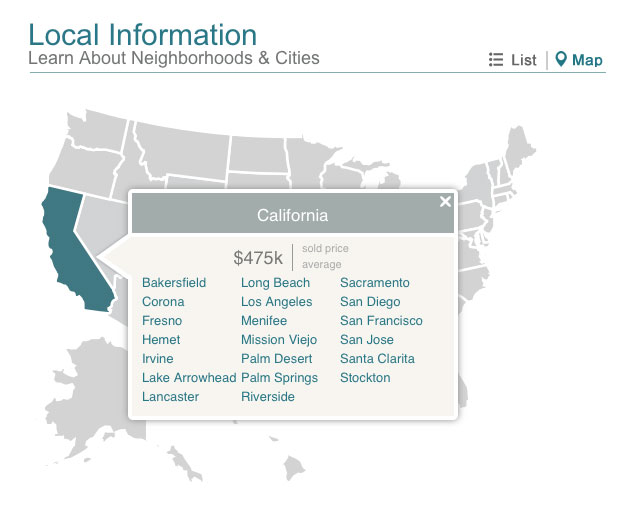 Local Information
Learn About Neighborhoods & Cities
List
Map
California
$475k
sold price
average
Bakersfield Long Beach Sacramento
Corona Los Angeles San Diego
Fresno Menifee San Francisco
Hemet Mission Viejo San Jose
Irvine Palm Desert Santa Clarita
Lake Arrowhead Palm Springs Stockton
Lancaster Riverside